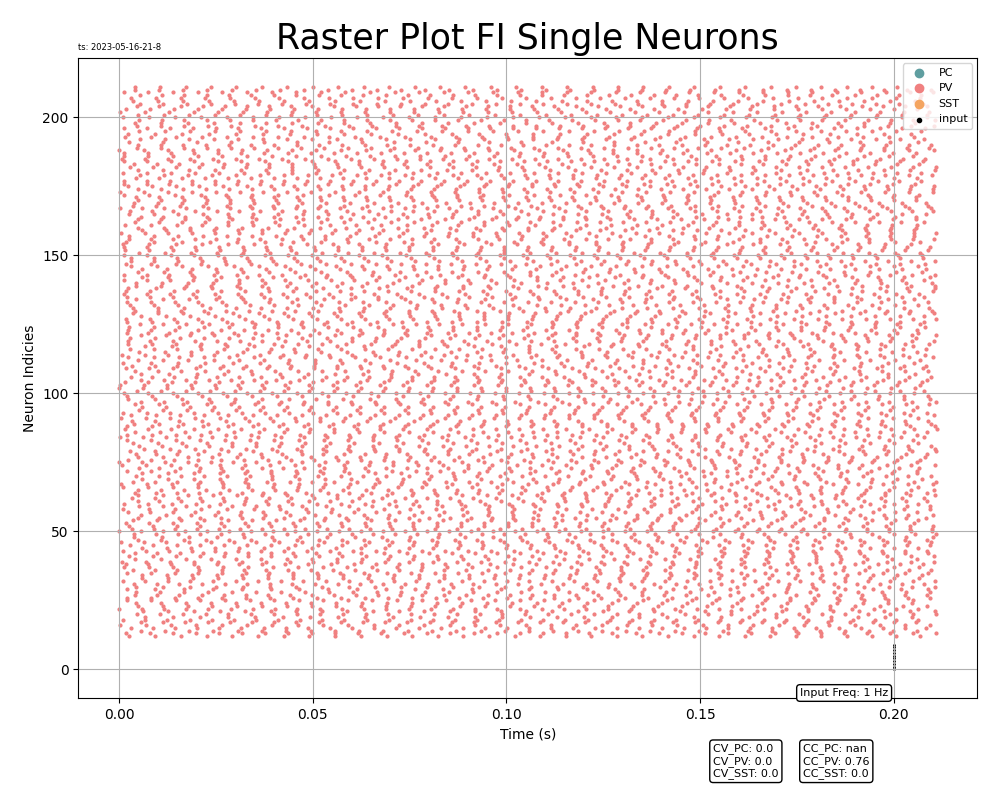 Raster Plot FI Single Neurons
ts: 2023-05-16-21-8
PC
PV
SST
input
200
150
100
50
0
Neuron Indicies
0.00
0.05
0.10
0.15
0.20
Time (s)
Input Freq: 1 Hz
CV_PC: 0.0
CV_PV: 0.0
CV_SST: 0.0
CC_PC: nan
CC_PV: 0.76
CC_SST: 0.0